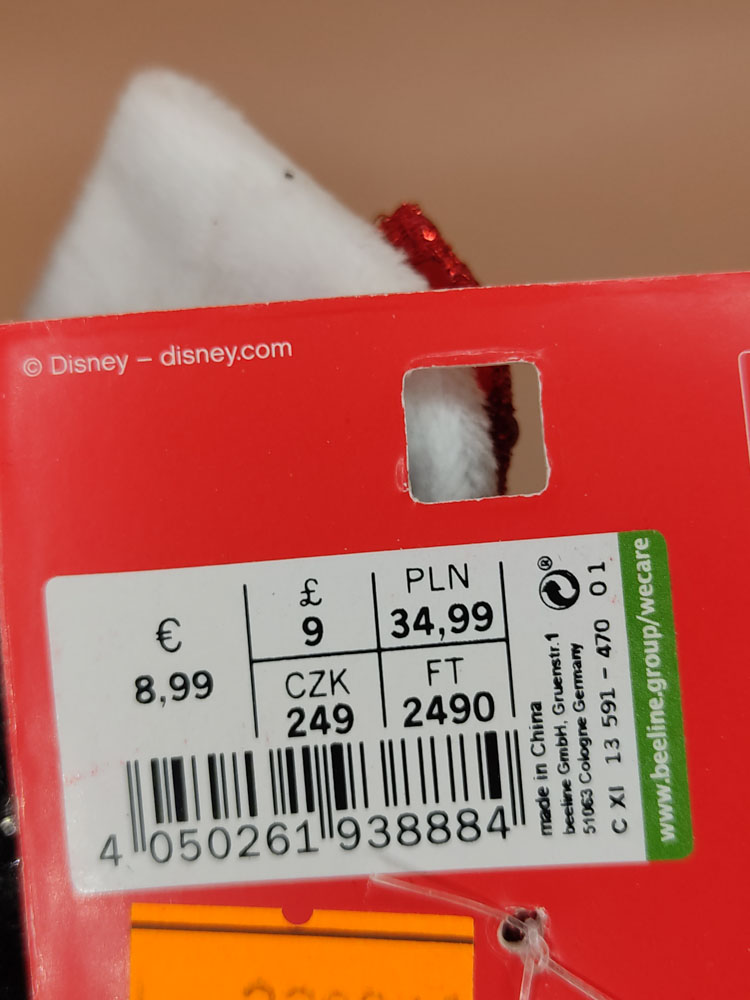 © Disney – disney.com
€
8,99
£
9
PLN
34,99
CZK
249
FT
2490
4 050261 938884
made in China
beeline GmbH, Gruenstr.1
51063 Cologne Germany
C XI 13 591 - 470 01
www.beeline.group/wecare